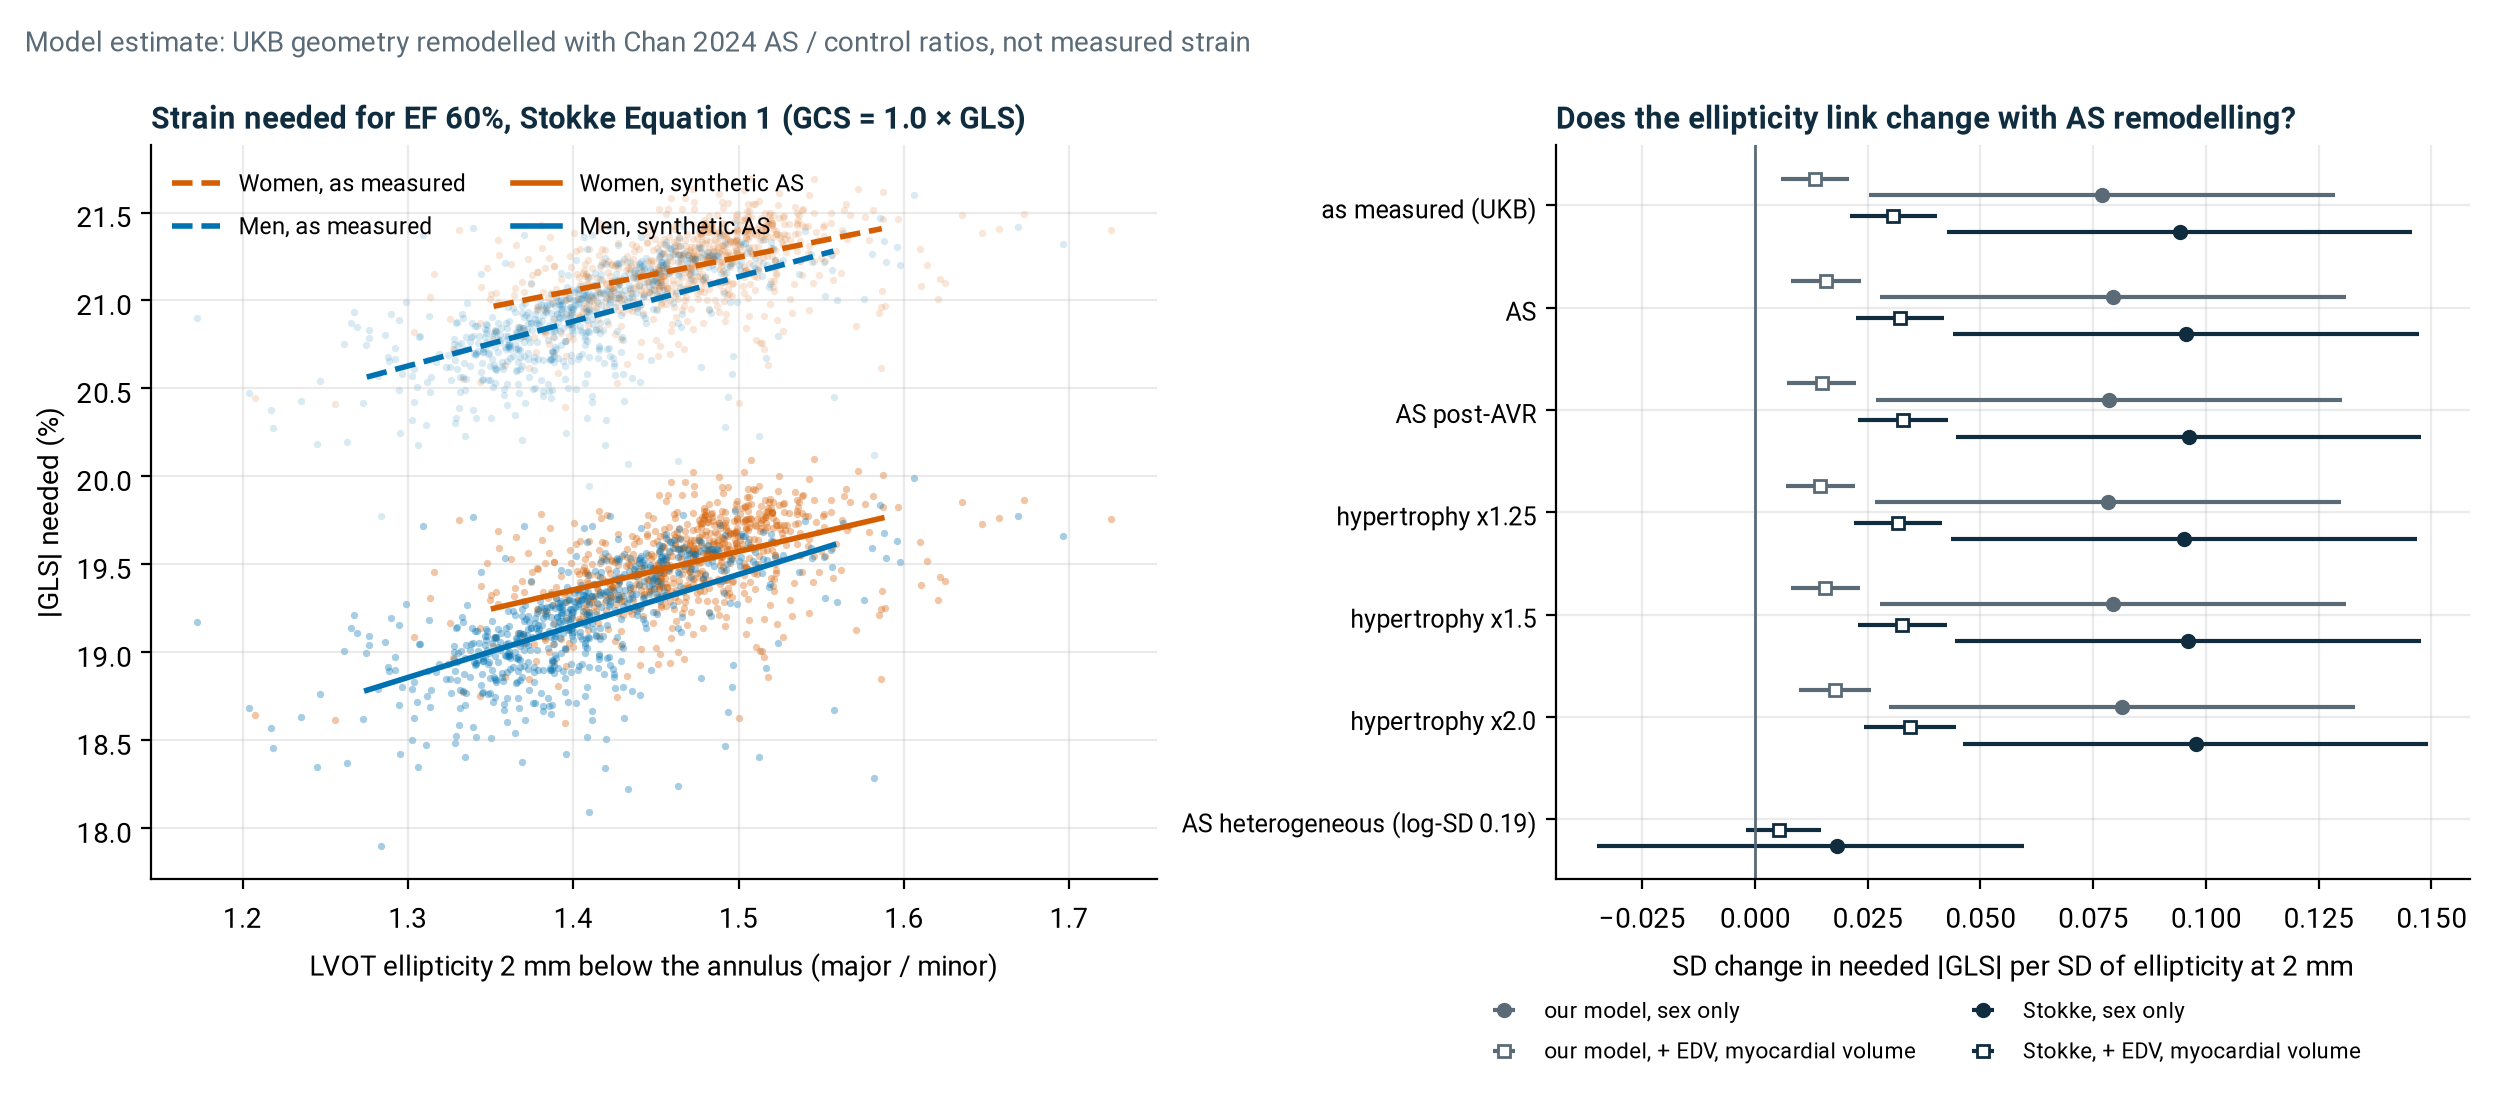 Model estimate: UKB geometry remodelled with Chan 2024 AS / control ratios, not measured strain
Strain needed for EF 60%, Stokke Equation 1 (GCS = 1.0 × GLS)
Women, as measured
Women, synthetic AS
Men, as measured
Men, synthetic AS
|GLS| needed (%)
21.5
21.0
20.5
20.0
19.5
19.0
18.5
18.0
1.2
1.3
1.4
1.5
1.6
1.7
LVOT ellipticity 2 mm below the annulus (major / minor)
Does the ellipticity link change with AS remodelling?
as measured (UKB)
AS
AS post-AVR
hypertrophy x1.25
hypertrophy x1.5
hypertrophy x2.0
AS heterogeneous (log-SD 0.19)
−0.025
0.000
0.025
0.050
0.075
0.100
0.125
0.150
SD change in needed |GLS| per SD of ellipticity at 2 mm
our model, sex only
Stokke, sex only
our model, + EDV, myocardial volume
Stokke, + EDV, myocardial volume